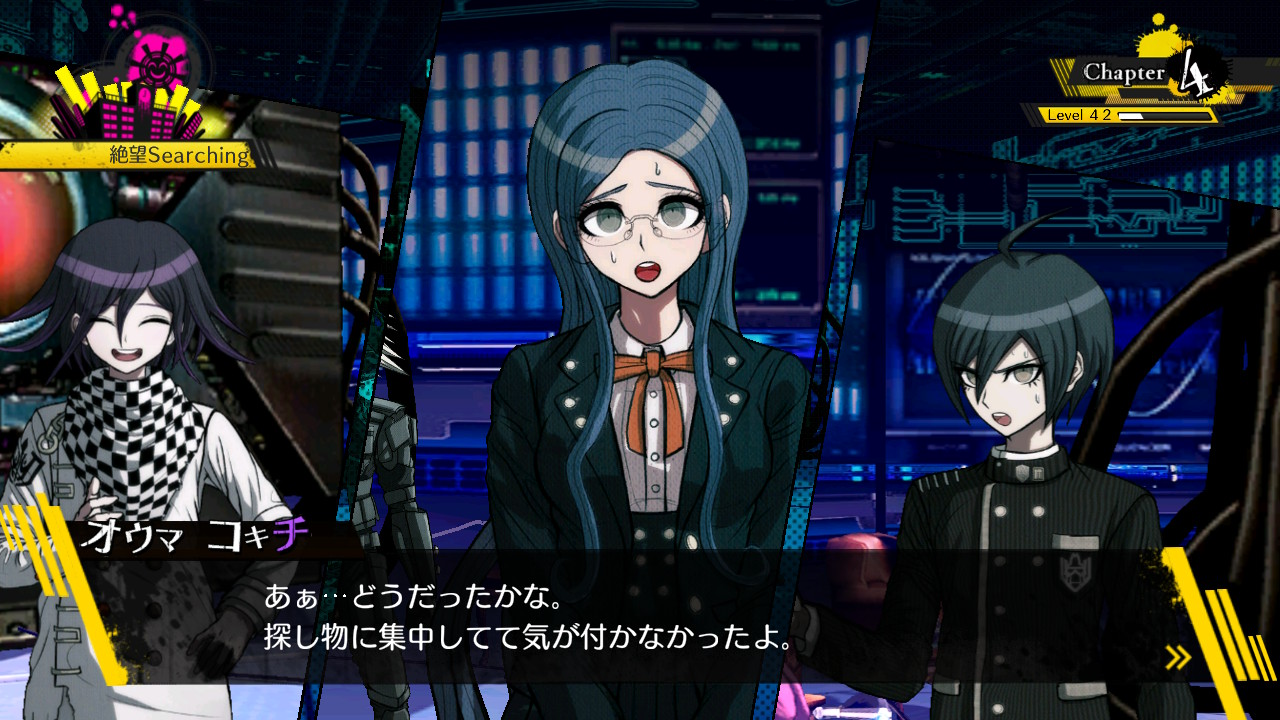 絶望Searching
Chapter 4
Level 42
オウマ コキチ
あぁ…どうだったかな。
探し物に集中してて気が付かなかったよ。